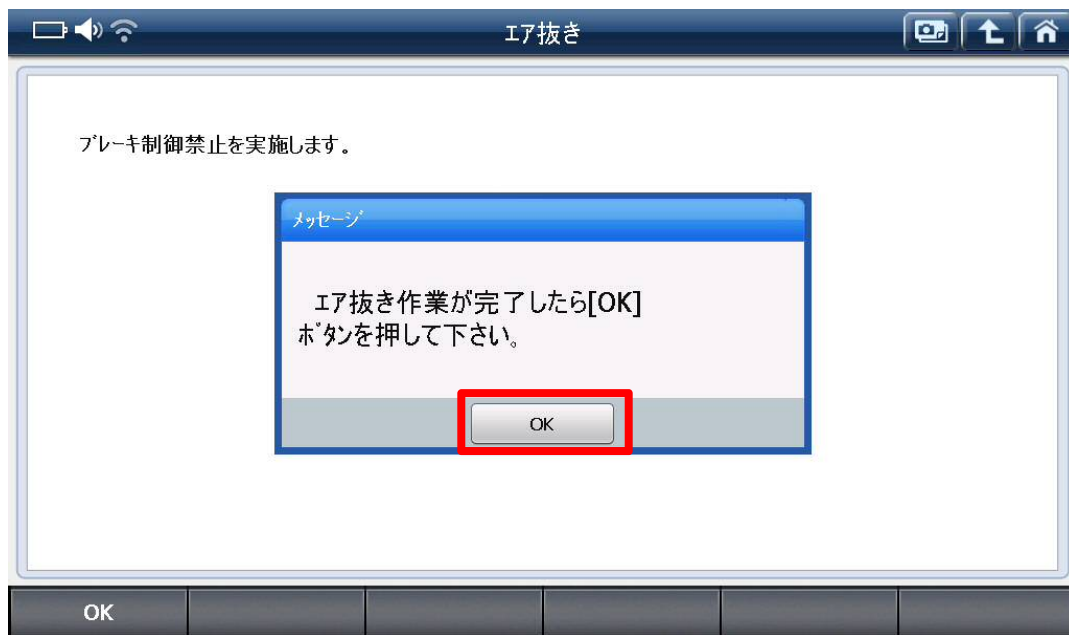 エア抜き
ブレーキ制御禁止を実施します。
メッセージ
エア抜き作業が完了したら[OK]
ボタンを押して下さい。
OK
OK